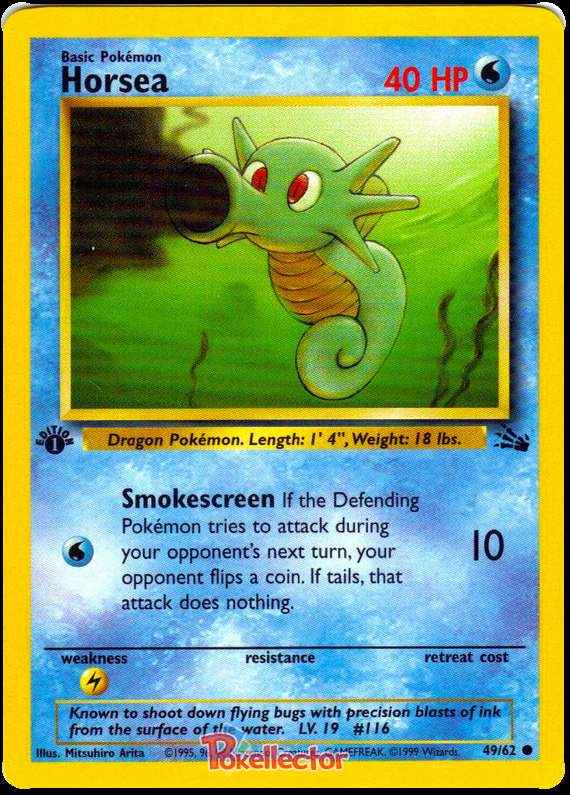 Basic Pokémon
Horsea
40 HP
EDITION
1
Dragon Pokémon. Length: 1' 4", Weight: 18 lbs.
Smokescreen If the Defending
Pokémon tries to attack during
your opponent's next turn, your
opponent flips a coin. If tails, that
attack does nothing.
10
weakness resistance retreat cost
Known to shoot down flying bugs with precision blasts of ink
from the surface of the water. LV. 19 #116
Illus. Mitsuhiro Arita ©1995, 96, GAMEFREAK. ©1999 Wizards. 49/62
Pokellector